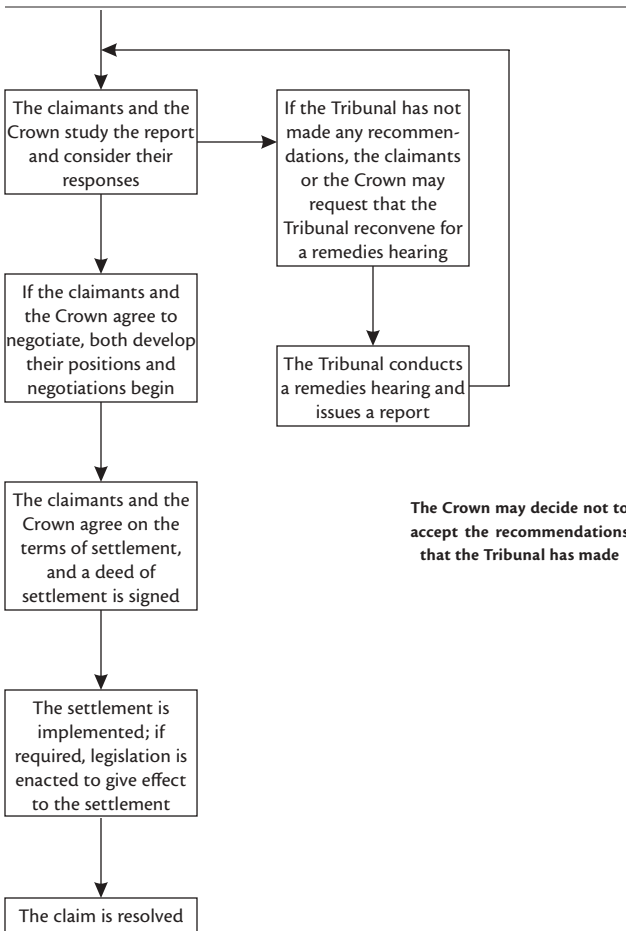 The claimants and the
Crown study the report
and consider their
responses
If the Tribunal has not
made any recommen-
dations, the claimants
or the Crown may
request that the
Tribunal reconvene for
a remedies hearing
If the claimants and
the Crown agree to
negotiate, both develop
their positions and
negotiations begin
The Tribunal conducts
a remedies hearing and
issues a report
The claimants and the
Crown agree on the
terms of settlement,
and a deed of
settlement is signed
The Crown may decide not to
accept the recommendations
that the Tribunal has made
The settlement is
implemented; if
required, legislation is
enacted to give effect
to the settlement
The claim is resolved